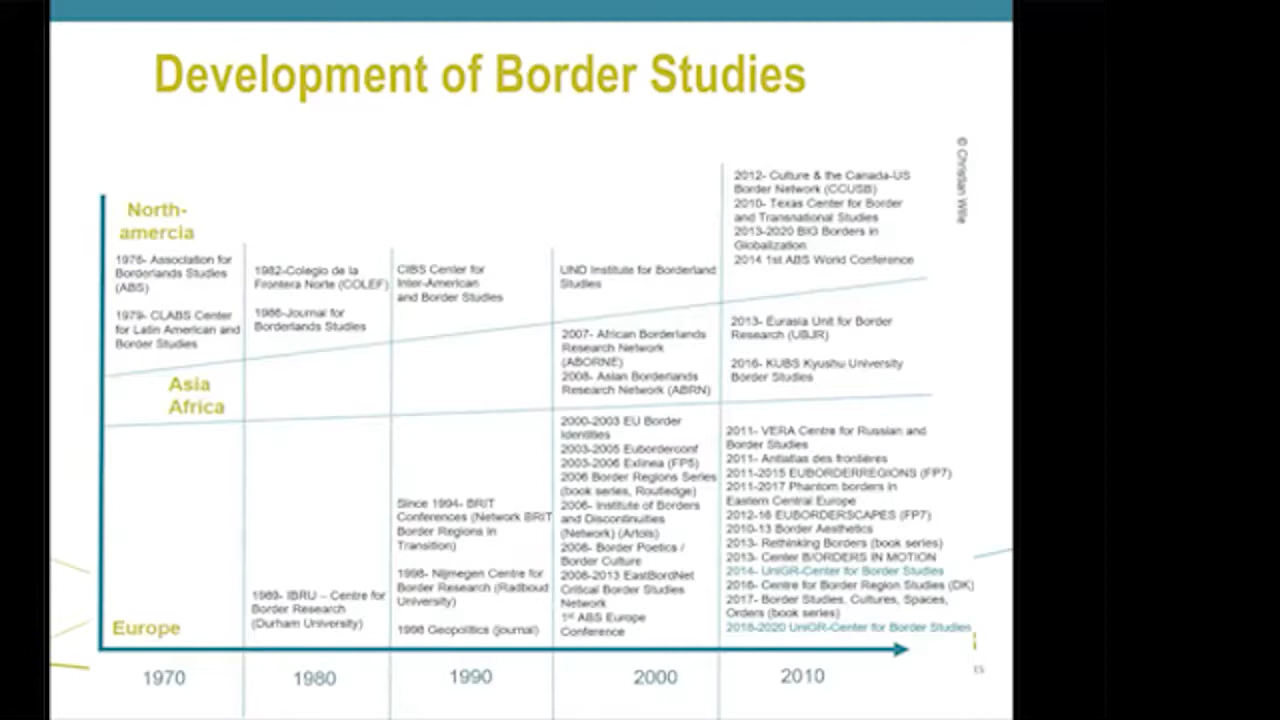 Development of Border Studies
© Christian Wille
North-
amercia
1976- Association for
Borderlands Studies
(ABS)
1979- CLABS Center
for Latin American and
Border Studies
1982-Colegio de la
Frontera Norte (COLEF)
1986-Journal for
Borderlands Studies
CIBS Center for
Inter-American
and Border Studies
UND Institute for Borderland
Studies
2012- Culture & the Canada-US
Border Network (CCUSB)
2010- Texas Center for Border
and Transnational Studies
2013-2020 BIG Borders in
Globalization
2014 1st ABS World Conference
Asia
Africa
2007- African Borderlands
Research Network
(ABORNE)
2008- Asian Borderlands
Research Network (ABRN)
2013- Eurasia Unit for Border
Research (UBJR)
2016- KUBS Kyushu University
Border Studies
Europe
1989- IBRU – Centre for
Border Research
(Durham University)
Since 1994- BRIT
Conferences (Network BRIT
Border Regions in
Transition)
1998- Nijmegen Centre for
Border Research (Radboud
University)
1998 Geopolitics (journal)
2000-2003 EU Border
Identities
2003-2005 Euborderconf
2003-2006 Exlinea (FP5)
2006 Border Regions Series
(book series, Routledge)
2006- Institute of Borders
and Discontinuities
(Network) (Artois)
2008- Border Poetics /
Border Culture
2008-2013 EastBordNet
Critical Border Studies
Network
1st ABS Europe
Conference
2011- VERA Centre for Russian and
Border Studies
2011- Antiatlas des frontières
2011-2015 EUBORDERREGIONS (FP7)
2011-2017 Phantom borders in
Eastern Central Europe
2012-16 EUBORDERSCAPES (FP7)
2010-13 Border Aesthetics
2013- Rethinking Borders (book series)
2013- Center B/ORDERS IN MOTION
2014- UniGR-Center for Border Studies
2016- Centre for Border Region Studies (DK)
2017- Border Studies. Cultures, Spaces,
Orders (book series)
2018-2020 UniGR-Center for Border Studies
1970
1980
1990
2000
2010
15